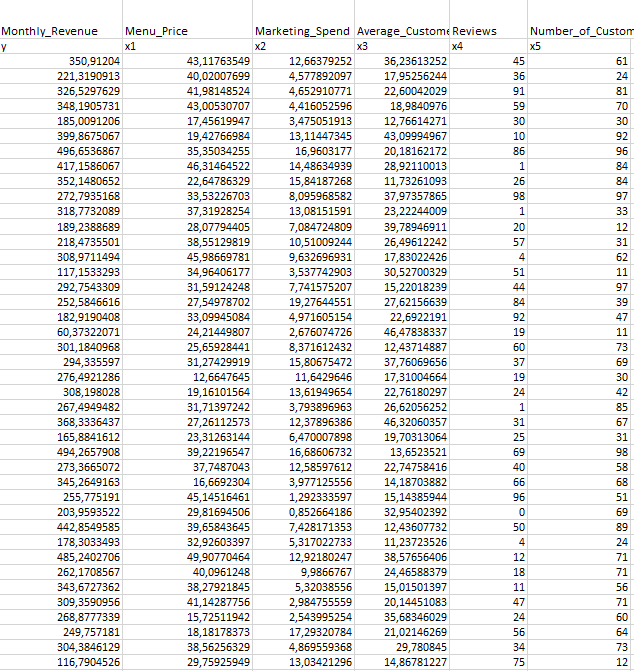 Monthly_Revenue Menu_Price Marketing_Spend Average_Custome Reviews Number_of_Custom
y x1 x2 x3 x4 x5
350,91204 43,11763549 12,66379252 36,23613252 45 61
221,3190913 40,02007699 4,577892097 17,95256244 36 24
326,5297629 41,98148524 4,652910771 22,60042029 91 81
348,1905731 43,00530707 4,416052596 18,9840976 59 70
185,0091206 17,45619947 3,475051913 12,76614271 30 30
399,8675067 19,42766984 13,11447345 43,09994967 10 92
496,6536867 35,35034255 16,9603177 20,18162172 86 96
417,1586067 46,31464522 14,48634939 28,92110013 1 84
352,1480652 22,64786329 15,84187268 11,73261093 26 84
272,7935168 33,53226703 8,095968582 37,97357865 98 97
318,7732089 37,31928254 13,08151591 23,22244009 1 33
189,2388689 28,07794405 7,084724809 39,78946911 20 12
218,4735501 38,55129819 10,51009244 26,49612242 57 31
308,9711494 45,98669781 9,632696931 17,83022426 4 62
117,1533293 34,96406177 3,537742903 30,52700329 51 11
292,7543309 31,59124248 7,741575207 15,22018239 44 97
252,5846616 27,54978702 19,27644551 27,62156639 84 39
182,9190408 33,09945084 4,971605154 22,6922191 92 47
60,37322071 24,21449807 2,676074726 46,47838337 19 11
301,1840968 25,65928441 8,371612432 12,43714887 60 73
294,335597 31,27429919 15,80675472 37,76069656 37 69
276,4921286 12,6647645 11,6429646 17,31004664 19 30
308,198028 19,16101564 13,61949654 22,76180297 24 42
267,4949482 31,71397242 3,793896963 26,62056252 1 85
368,3336437 27,26112573 12,37896386 46,32060357 31 67
165,8841612 23,31263144 6,470007898 19,70313064 25 31
494,2657908 39,22196547 16,68606732 13,6523521 69 98
273,3665072 37,7487043 12,58597612 22,74758416 40 58
345,2649163 16,6692304 3,977125556 14,18703882 66 68
255,775191 45,14516461 1,292333597 15,14385944 96 51
203,9593522 29,81694506 0,852664186 32,95402392 0 69
442,8549585 39,65843645 7,428171353 12,43607732 50 89
178,3033493 32,92603397 5,317022733 11,23723526 4 24
485,2402706 49,90770464 12,92180247 38,57656406 12 71
262,1708567 40,0961248 9,9866767 24,46588379 18 71
343,6727362 38,27921845 5,32038556 15,01501397 11 56
309,3590956 41,14287756 2,984755559 20,14451083 47 71
268,8777339 15,72511942 2,543995254 35,68346029 24 60
249,757181 18,18178373 17,29320784 21,02146269 56 64
304,3846129 38,56256329 4,869559368 29,780845 34 73
116,7904526 29,75925949 13,03421296 14,86781227 75 12